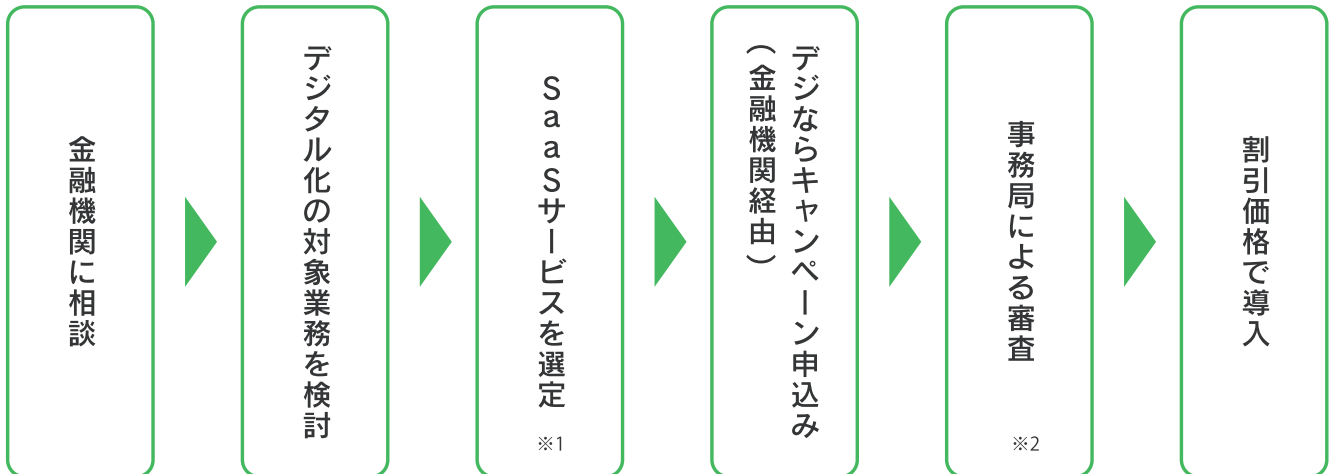 金融機関に相談
デジタル化の対象業務を検討
SaaSサービスを選定
※1
デジならキャンペーン申込み
（金融機関経由）
事務局による審査
※2
割引価格で導入